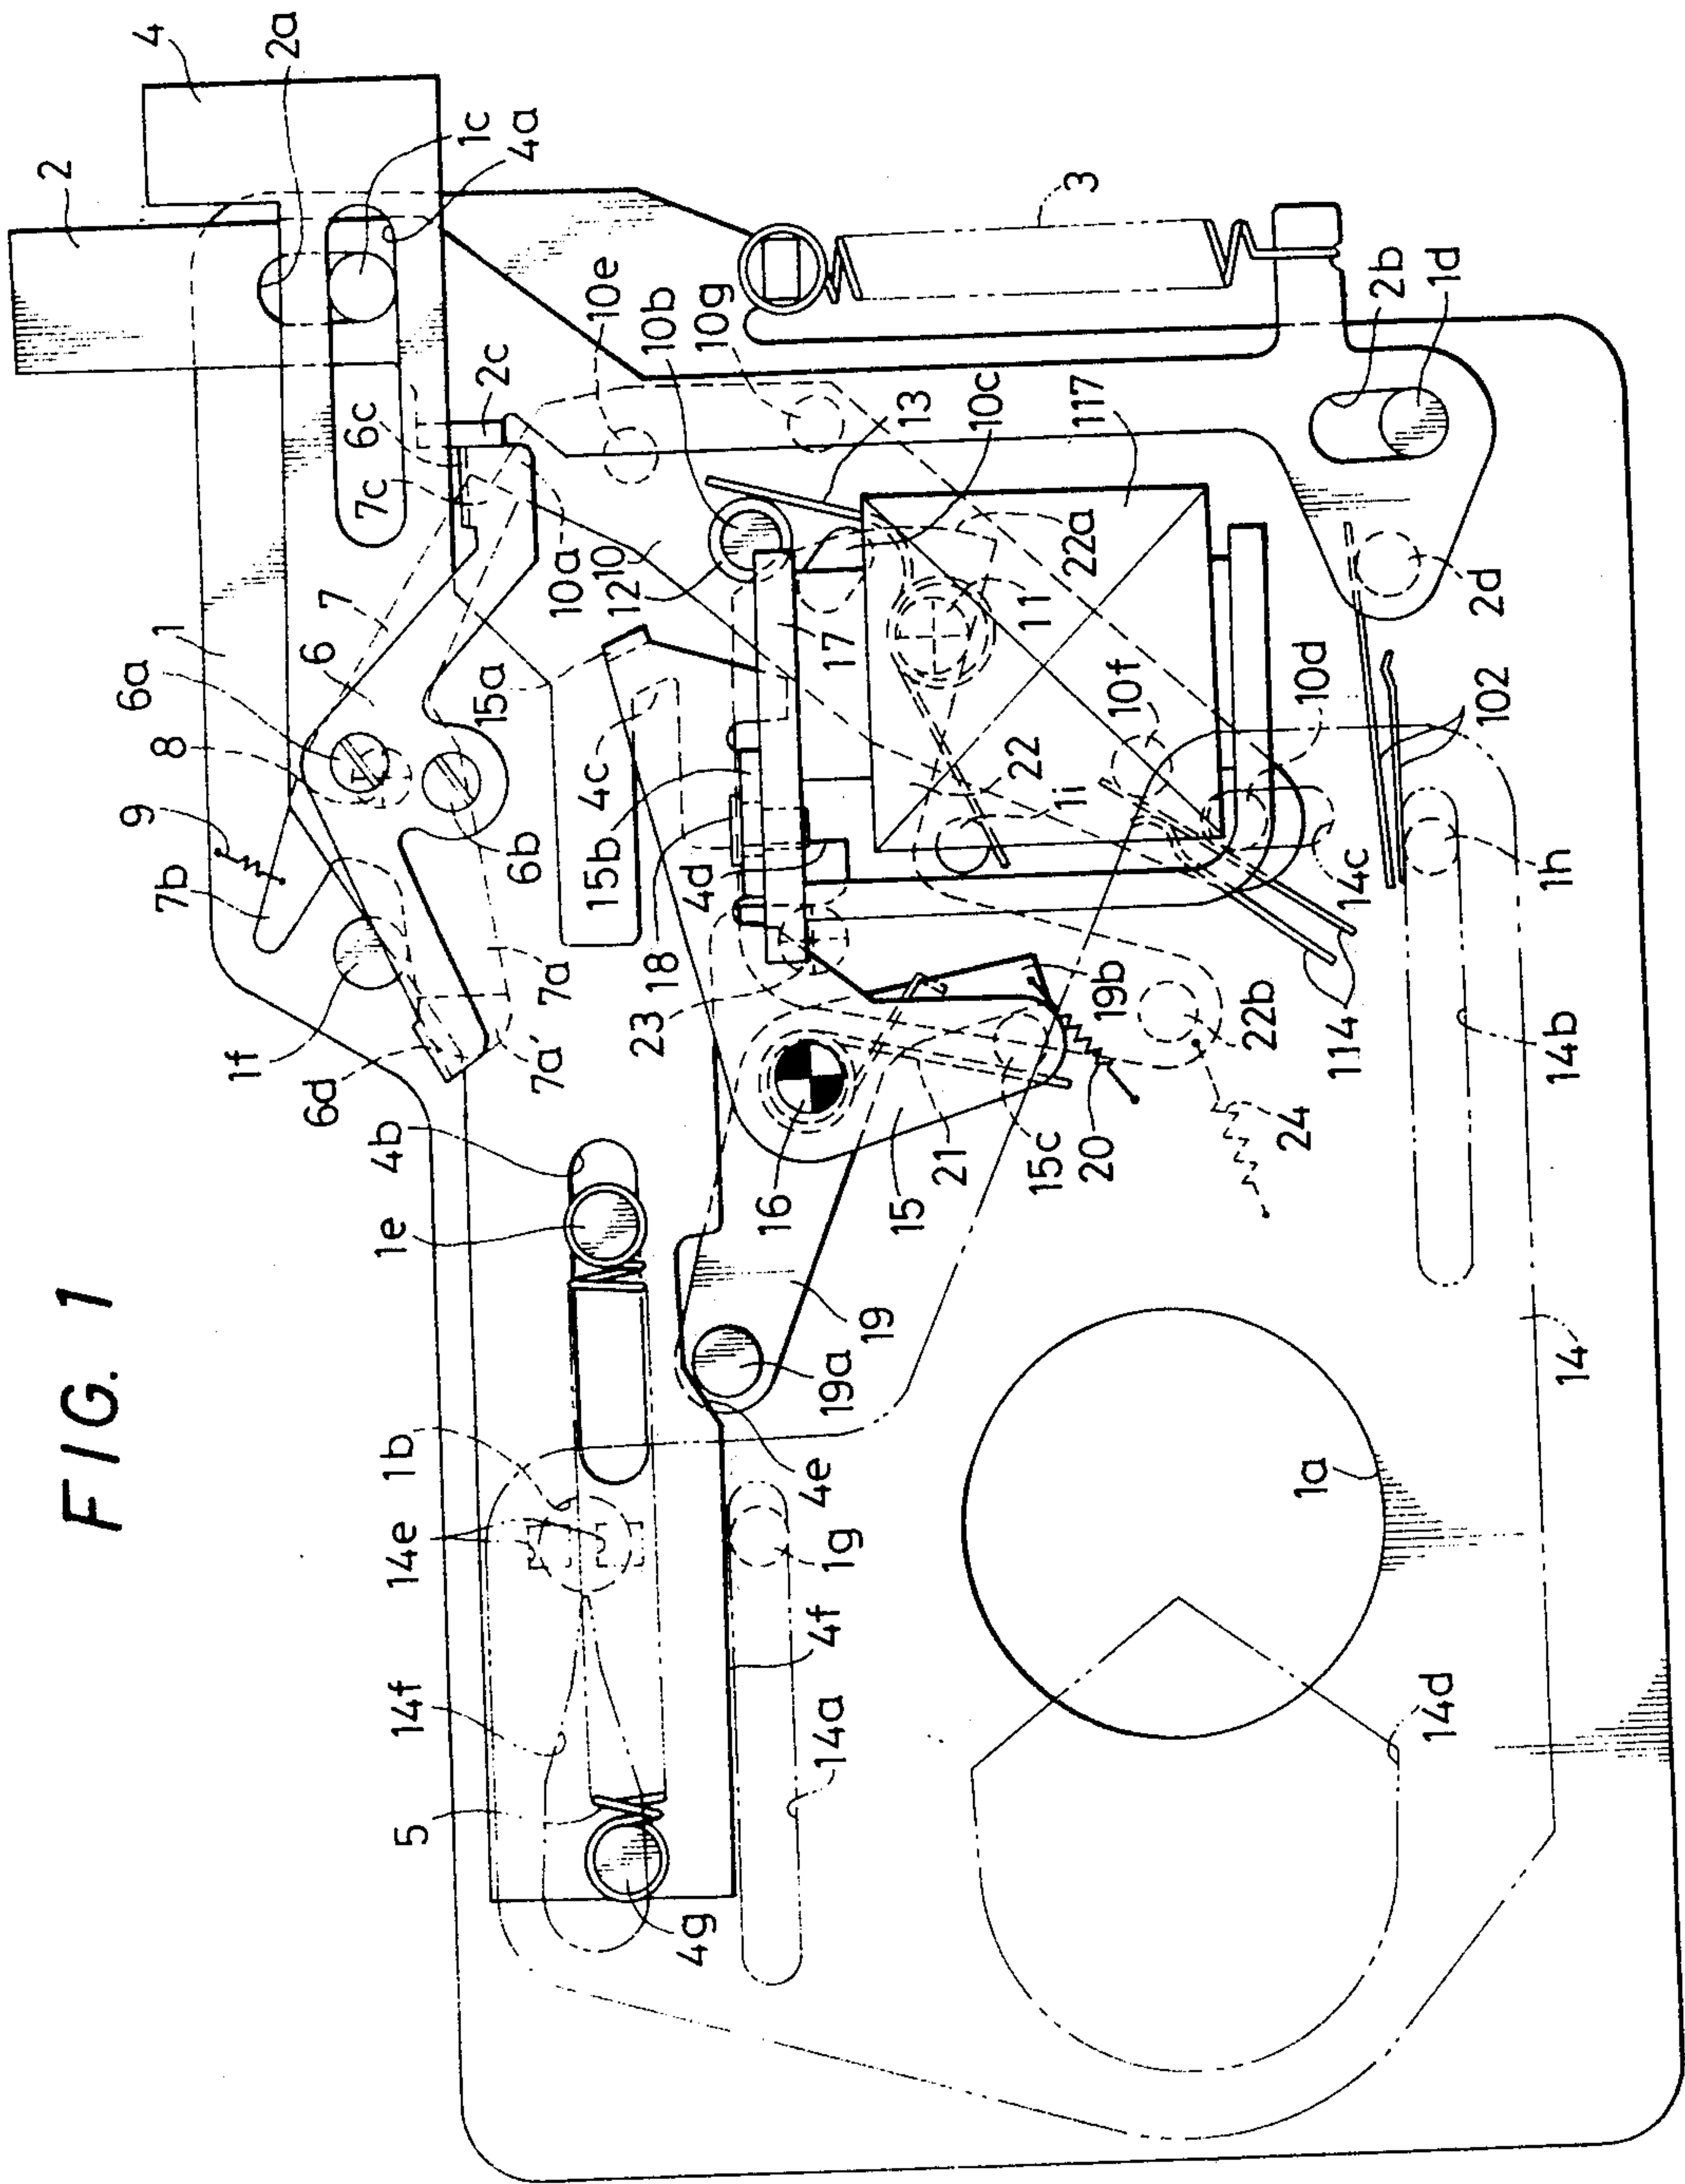 FIG. 1
4
2a
2
1c
4a
3
10e
10b
10g
2b
1d
2c
6c
7c
13
10c
117
1
7
6
6a
8
9
7b
10a
10
12
15a
4c
17
22a
11
10f
10d
2d
102
6b
15b
18
4d
22
1i
14c
1h
1f
6d
7a
7a'
23
19b
22b
114
14b
4b
1e
16
15
21
15c
20
24
19
19a
14
1b
14e
4e
1g
1a
14f
4f
14a
14d
5
4g